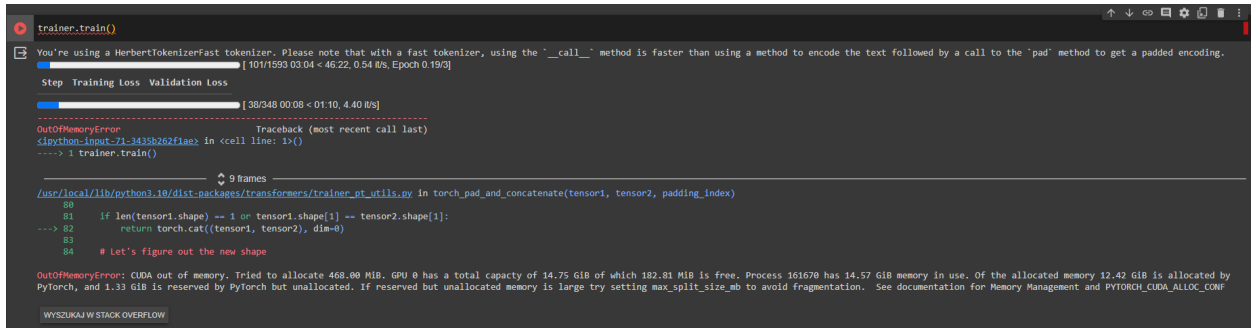 trainer.train()
You're using a HerbertTokenizerFast tokenizer. Please note that with a fast tokenizer, using the `__call__` method is faster than using a method to encode the text followed by a call to the `pad` method to get a padded encoding.
[ 101/1593 03:04 < 46:22, 0.54 it/s, Epoch 0.19/3]
Step Training Loss Validation Loss
[ 38/348 00:08 < 01:10, 4.40 it/s]
---------------------------------------------------------------------------
OutOfMemoryError                          Traceback (most recent call last)
<ipython-input-71-3435b262f1ae> in <cell line: 1>()
----> 1 trainer.train()
9 frames
/usr/local/lib/python3.10/dist-packages/transformers/trainer_pt_utils.py in torch_pad_and_concatenate(tensor1, tensor2, padding_index)
80
81     if len(tensor1.shape) == 1 or tensor1.shape[1] == tensor2.shape[1]:
---> 82         return torch.cat((tensor1, tensor2), dim=0)
83
84     # Let's figure out the new shape
OutOfMemoryError: CUDA out of memory. Tried to allocate 468.00 MiB. GPU 0 has a total capacty of 14.75 GiB of which 182.81 MiB is free. Process 161670 has 14.57 GiB memory in use. Of the allocated memory 12.42 GiB is allocated by
PyTorch, and 1.33 GiB is reserved by PyTorch but unallocated. If reserved but unallocated memory is large try setting max_split_size_mb to avoid fragmentation.  See documentation for Memory Management and PYTORCH_CUDA_ALLOC_CONF
WYSZUKAJ W STACK OVERFLOW